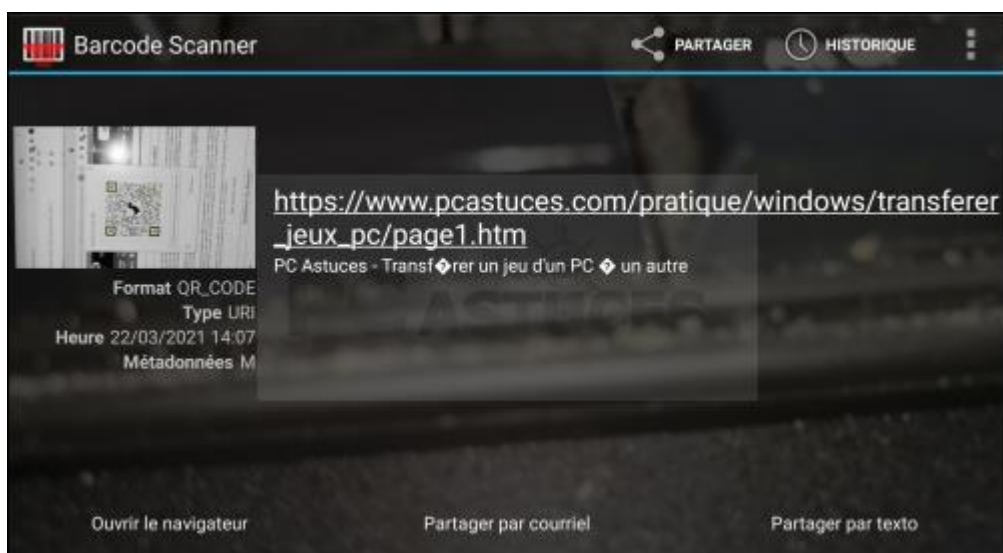 Barcode Scanner
PARTAGER
HISTORIQUE
https://www.pcastuces.com/pratique/windows/transferer
_jeux_pc/page1.htm
PC Astuces - Transf�rer un jeu d'un PC � un autre
ASTUCES
Format QR_CODE
Type URI
Heure 22/03/2021 14:07
Métadonnées M
Ouvrir le navigateur
Partager par courriel
Partager par texto